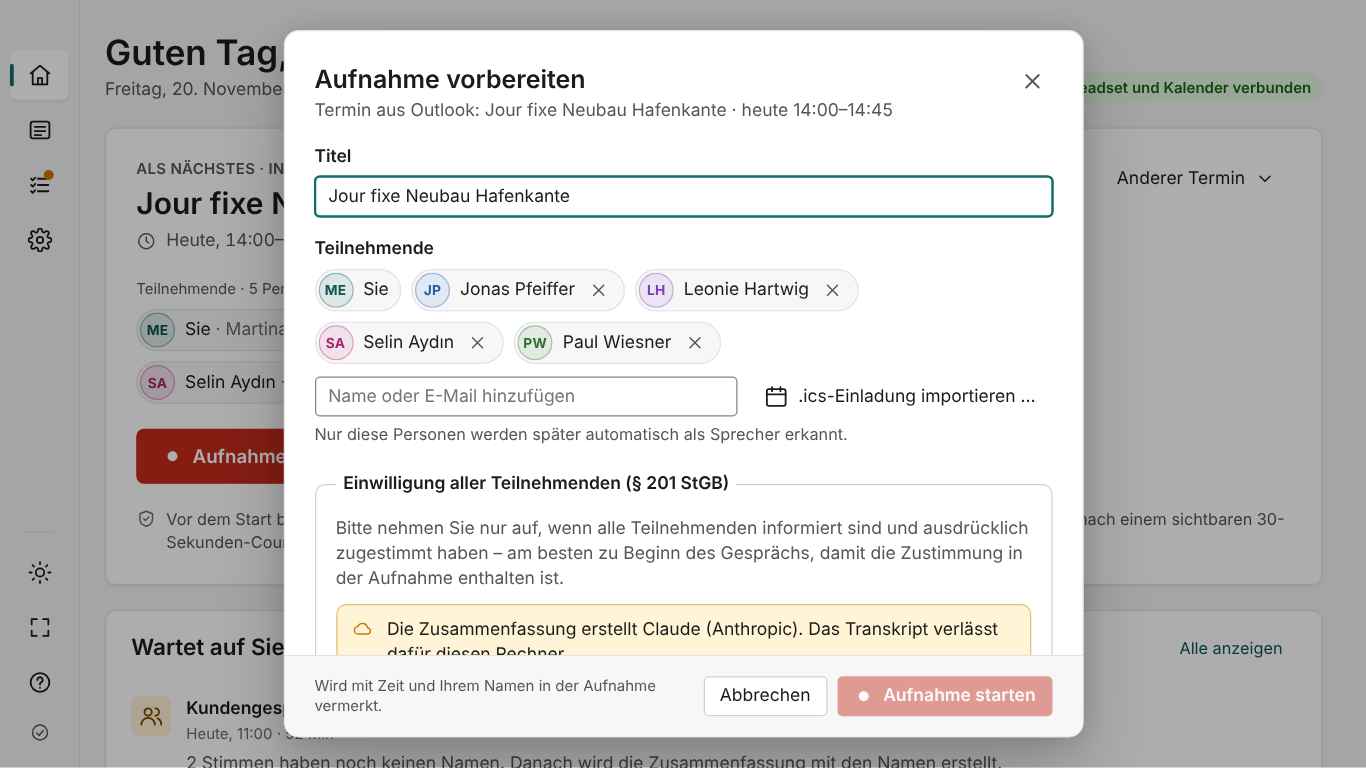 Guten Tag,
Freitag, 20. Novembe
eadset und Kalender verbunden
ALS NÄCHSTES · IN
Jour fixe N
Heute, 14:00–
Anderer Termin
Teilnehmende · 5 Per
ME Sie · Martina
SA Selin Aydın ·
Aufnahme
Vor dem Start b
nach einem sichtbaren 30-
Sekunden-Cour
Wartet auf Sie
Alle anzeigen
Kundengesp
Heute, 11:00 · 52 Min
2 Stimmen haben noch keinen Namen. Danach wird die Zusammenfassung mit den Namen erstellt.
Aufnahme vorbereiten
Termin aus Outlook: Jour fixe Neubau Hafenkante · heute 14:00–14:45
Titel
Jour fixe Neubau Hafenkante
Teilnehmende
ME Sie JP Jonas Pfeiffer LH Leonie Hartwig
SA Selin Aydın PW Paul Wiesner
Name oder E-Mail hinzufügen .ics-Einladung importieren ...
Nur diese Personen werden später automatisch als Sprecher erkannt.
Einwilligung aller Teilnehmenden (§ 201 StGB)
Bitte nehmen Sie nur auf, wenn alle Teilnehmenden informiert sind und ausdrücklich
zugestimmt haben – am besten zu Beginn des Gesprächs, damit die Zustimmung in
der Aufnahme enthalten ist.
Die Zusammenfassung erstellt Claude (Anthropic). Das Transkript verlässt
dafür diesen Rechner.
Wird mit Zeit und Ihrem Namen in der Aufnahme
vermerkt.
Abbrechen
Aufnahme starten